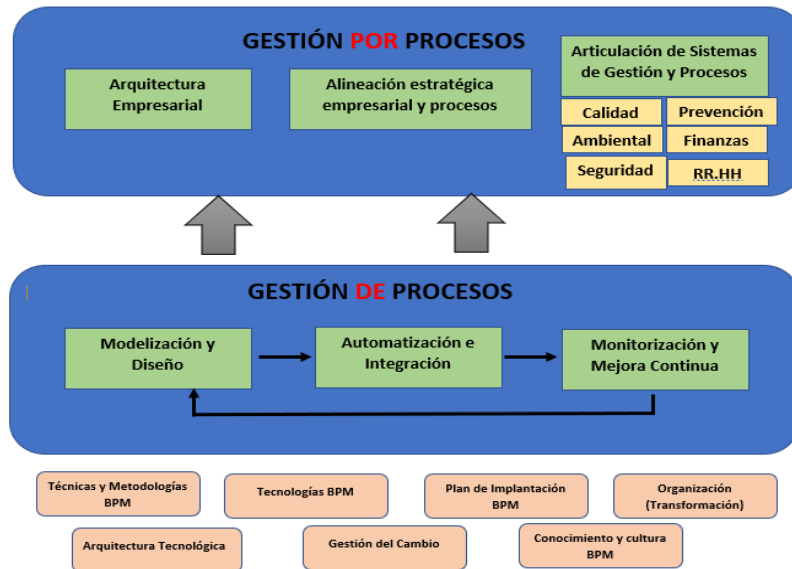 GESTIÓN POR PROCESOS
Arquitectura
Empresarial
Alineación estratégica
empresarial y procesos
Articulación de Sistemas
de Gestión y Procesos
Calidad
Prevención
Ambiental
Finanzas
Seguridad
RR.HH
GESTIÓN DE PROCESOS
Modelización y
Diseño
Automatización e
Integración
Monitorización y
Mejora Continua
Técnicas y Metodologías
BPM
Tecnologías BPM
Plan de Implantación
BPM
Organización
(Transformación)
Arquitectura Tecnológica
Gestión del Cambio
Conocimiento y cultura
BPM